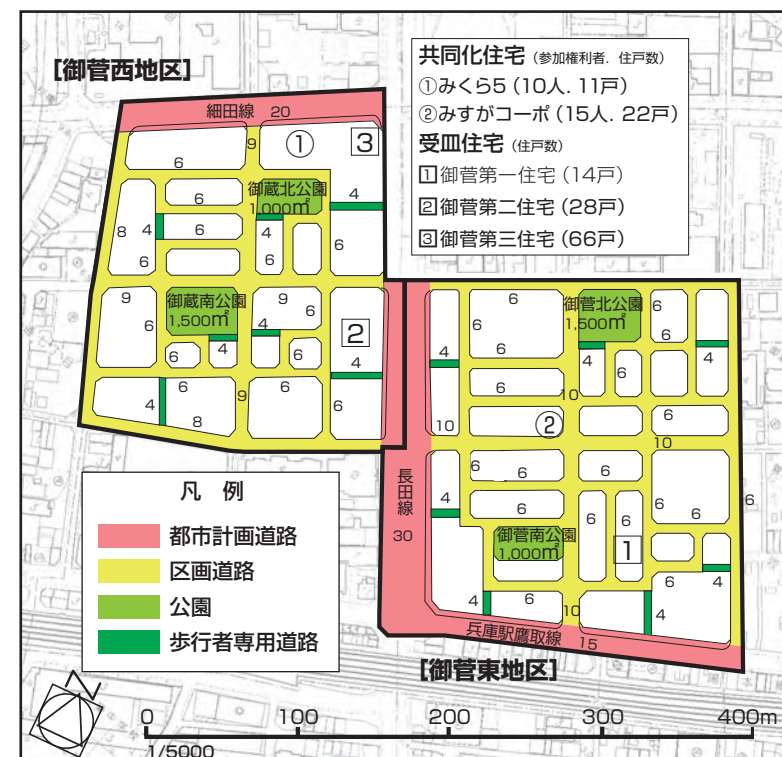 [御菅西地区]
共同化住宅 (参加権利者. 住戸数)
①みくら5 (10人. 11戸)
②みすがコーポ (15人. 22戸)
受皿住宅 (住戸数)
1 御菅第一住宅 (14戸)
2 御菅第二住宅 (28戸)
3 御菅第三住宅 (66戸)
細田線 20
9 ① 3
6 6
6 御蔵北公園
1,000㎡ 4
8 4 6 4
6 6 6
9 御蔵南公園 9 6
6 1,500㎡ 4 2
6 4 6 4
6 6
4 8 9 6
6 御菅北公園 6
6 6 1,500㎡ 6
4 4 6 4
6 10
10 ② 6 10
長田線
30
6 6 6
4 6 6 6 6
6
御菅南公園
1,000㎡ 1
4 6 10 6 4
4
兵庫駅鷹取線 15
[御菅東地区]
凡 例
都市計画道路
区画道路
公園
歩行者専用道路
N
0 100 200 300 400m
1/5000